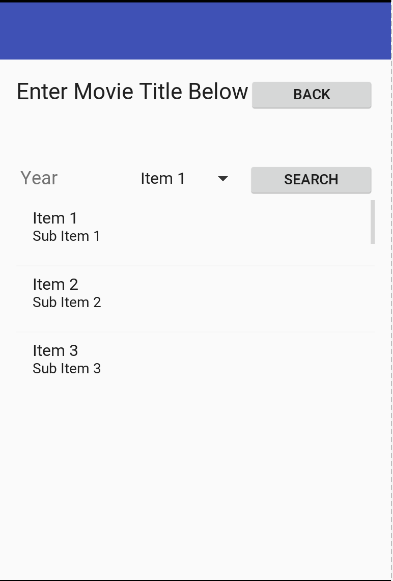 Enter Movie Title Below BACK
Year Item 1 SEARCH
Item 1
Sub Item 1
Item 2
Sub Item 2
Item 3
Sub Item 3